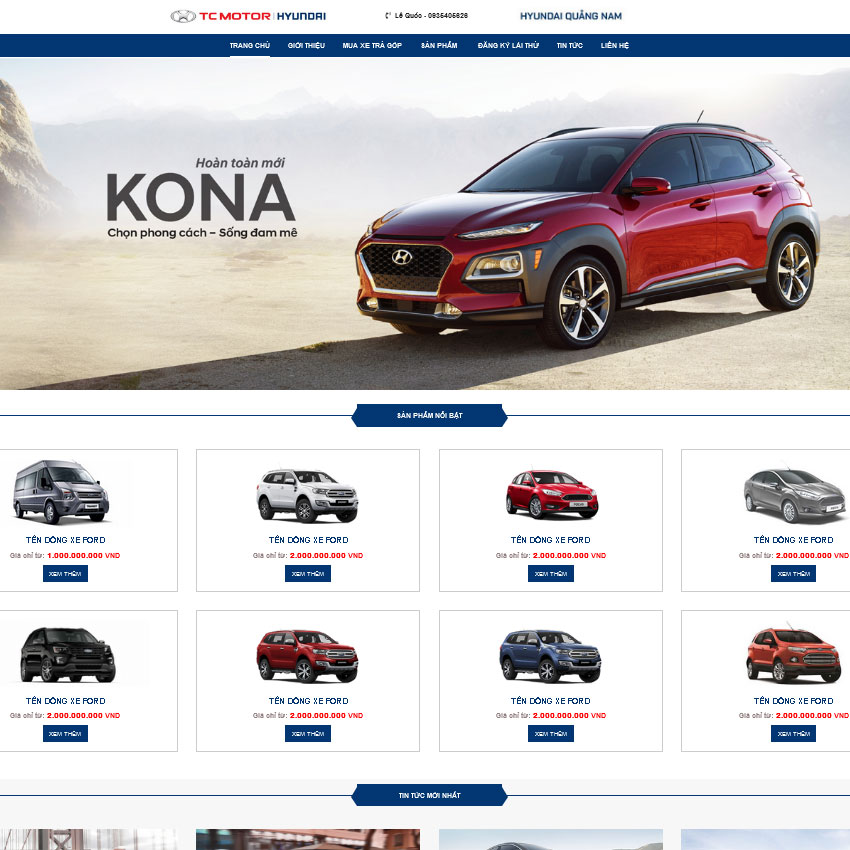 TC MOTOR | HYUNDAI
Lê Quốc - 0935405626
HYUNDAI QUẢNG NAM
TRANG CHỦ GIỚI THIỆU MUA XE TRẢ GÓP SẢN PHẨM ĐĂNG KÝ LÁI THỬ TIN TỨC LIÊN HỆ
Hoàn toàn mới
KONA
Chọn phong cách – Sống đam mê
SẢN PHẨM NỔI BẬT
TÊN DÒNG XE FORD TÊN DÒNG XE FORD TÊN DÒNG XE FORD TÊN DÒNG XE FORD
Giá chỉ từ: 1.000.000.000 VND Giá chỉ từ: 2.000.000.000 VND Giá chỉ từ: 2.000.000.000 VND Giá chỉ từ: 2.000.000.000 VND
XEM THÊM XEM THÊM XEM THÊM XEM THÊM
TÊN DÒNG XE FORD TÊN DÒNG XE FORD TÊN DÒNG XE FORD TÊN DÒNG XE FORD
Giá chỉ từ: 2.000.000.000 VND Giá chỉ từ: 2.000.000.000 VND Giá chỉ từ: 2.000.000.000 VND Giá chỉ từ: 2.000.000.000 VND
XEM THÊM XEM THÊM XEM THÊM XEM THÊM
TIN TỨC MỚI NHẤT